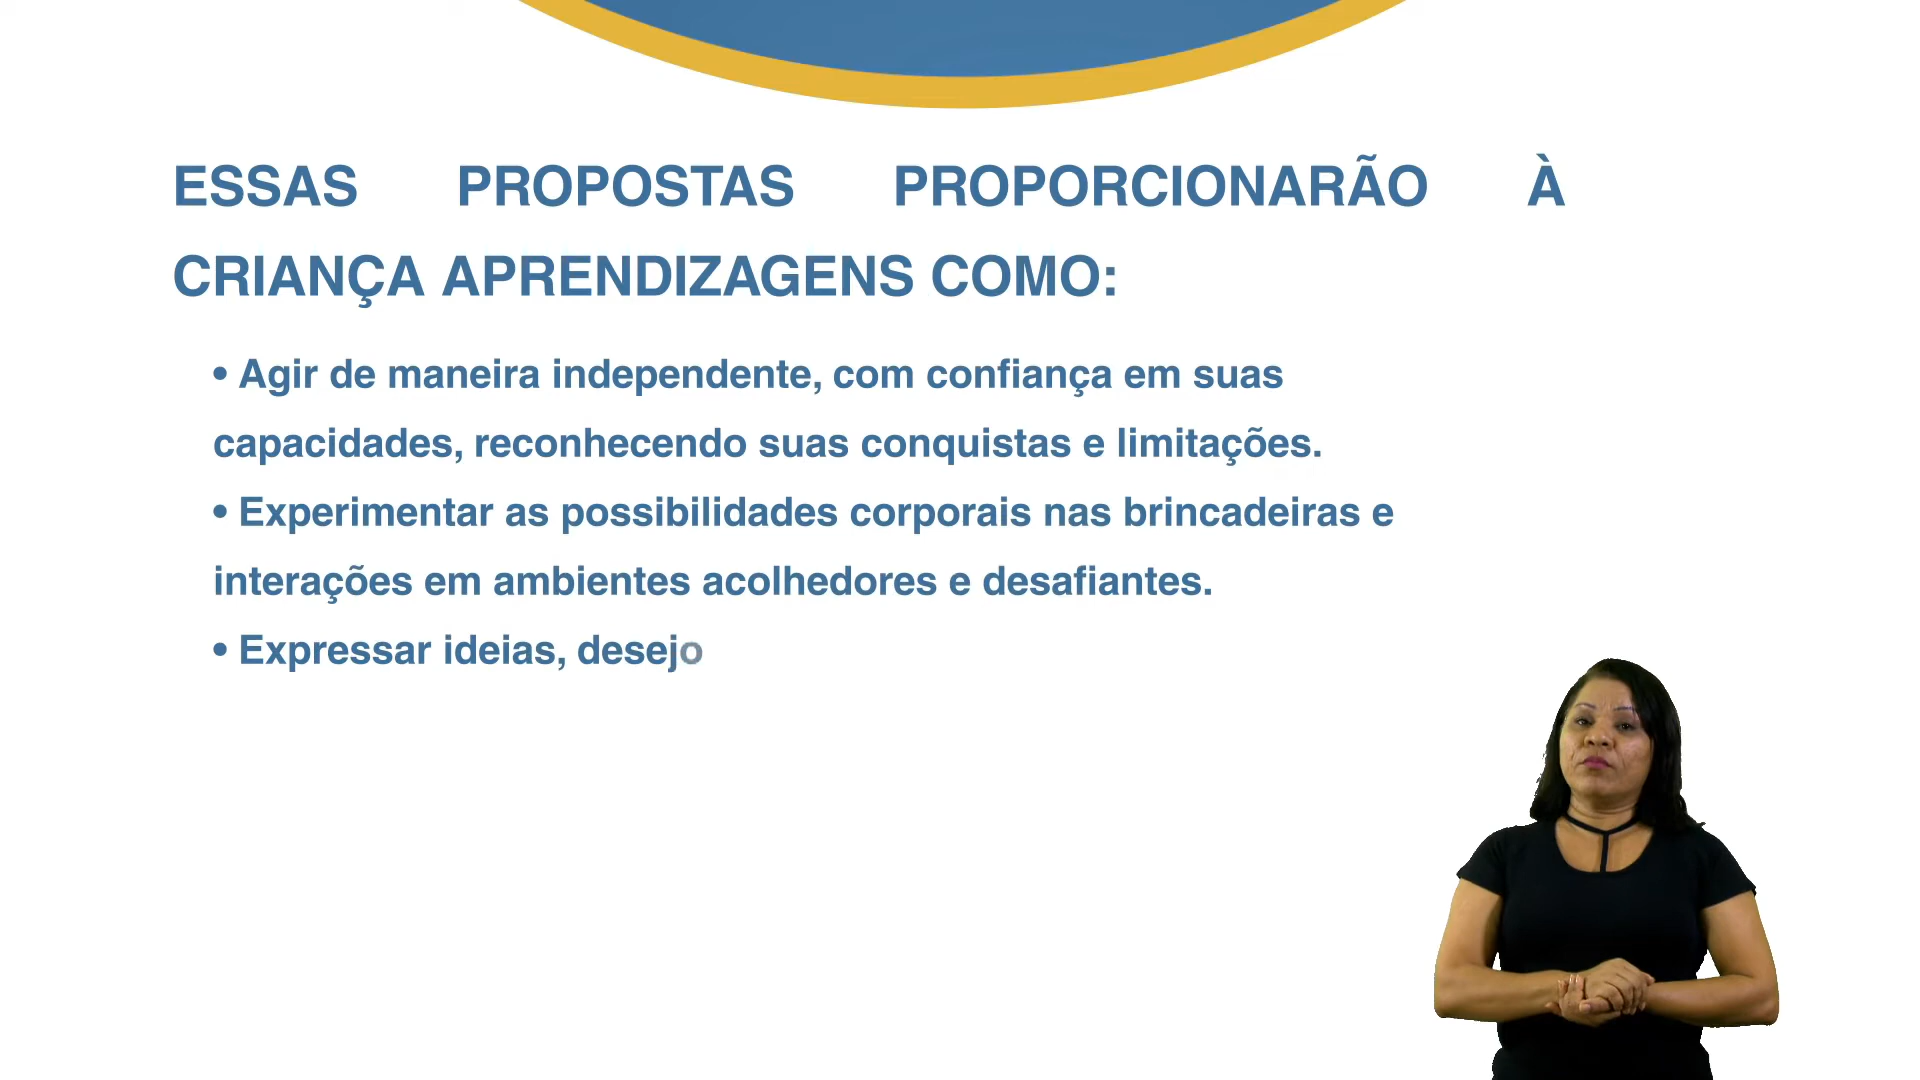 ESSAS PROPOSTAS PROPORCIONARÃO À
CRIANÇA APRENDIZAGENS COMO:
• Agir de maneira independente, com confiança em suas
capacidades, reconhecendo suas conquistas e limitações.
• Experimentar as possibilidades corporais nas brincadeiras e
interações em ambientes acolhedores e desafiantes.
• Expressar ideias, desejo